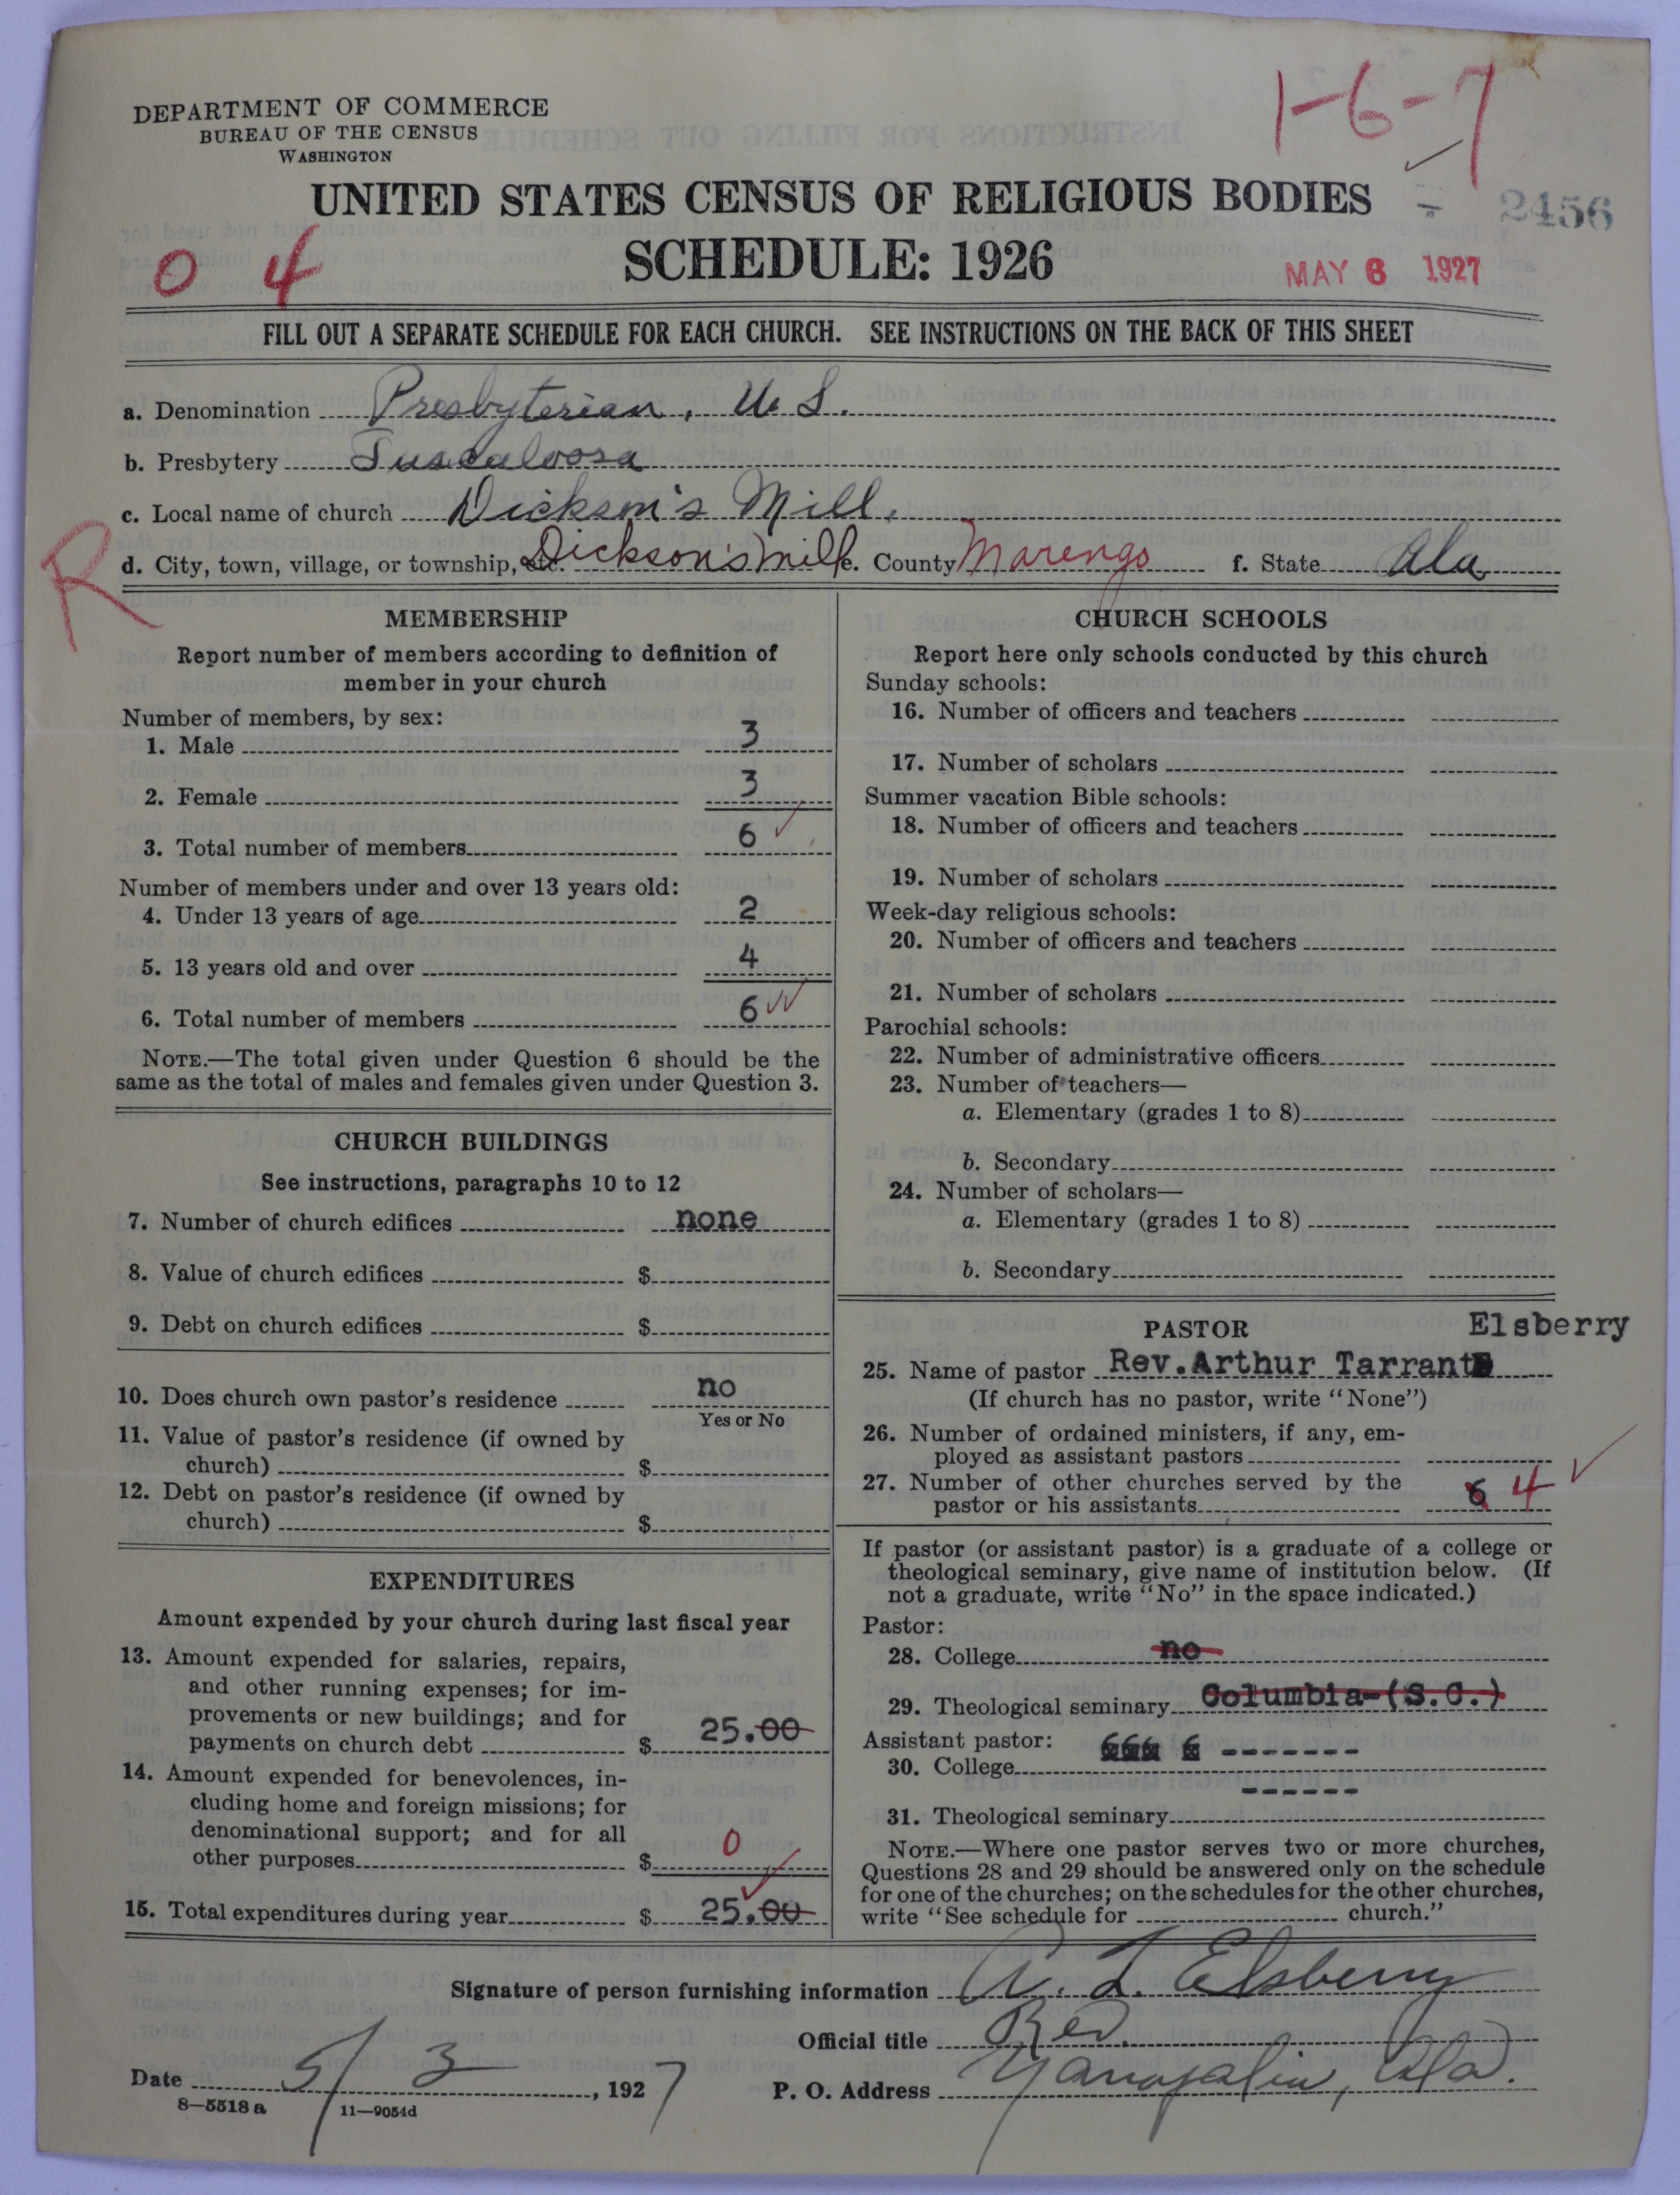 1-6-7
DEPARTMENT OF COMMERCE
BUREAU OF THE CENSUS
WASHINGTON
UNITED STATES CENSUS OF RELIGIOUS BODIES
2456
SCHEDULE: 1926
0 4
MAY 6 1927
FILL OUT A SEPARATE SCHEDULE FOR EACH CHURCH. SEE INSTRUCTIONS ON THE BACK OF THIS SHEET
a. Denomination Presbyterian, U.S.
b. Presbytery Tuscaloosa
c. Local name of church Dickson's Mill.
R
d. City, town, village, or township, etc. Dickson's Mill e. County Marengo f. State Ala
MEMBERSHIP
Report number of members according to definition of
member in your church
Number of members, by sex:
1. Male 3
2. Female 3
3. Total number of members 6
Number of members under and over 13 years old:
4. Under 13 years of age 2
5. 13 years old and over 4
6. Total number of members 6
NOTE.—The total given under Question 6 should be the
same as the total of males and females given under Question 3.
CHURCH BUILDINGS
See instructions, paragraphs 10 to 12
7. Number of church edifices none
8. Value of church edifices $
9. Debt on church edifices $
10. Does church own pastor's residence no
Yes or No
11. Value of pastor's residence (if owned by
church) $
12. Debt on pastor's residence (if owned by
church) $
EXPENDITURES
Amount expended by your church during last fiscal year
13. Amount expended for salaries, repairs,
and other running expenses; for im-
provements or new buildings; and for
payments on church debt $ 25.00
14. Amount expended for benevolences, in-
cluding home and foreign missions; for
denominational support; and for all
other purposes $ 0
15. Total expenditures during year $ 25.00
CHURCH SCHOOLS
Report here only schools conducted by this church
Sunday schools:
16. Number of officers and teachers
17. Number of scholars
Summer vacation Bible schools:
18. Number of officers and teachers
19. Number of scholars
Week-day religious schools:
20. Number of officers and teachers
21. Number of scholars
Parochial schools:
22. Number of administrative officers
23. Number of teachers—
a. Elementary (grades 1 to 8)
b. Secondary
24. Number of scholars—
a. Elementary (grades 1 to 8)
b. Secondary
PASTOR Elsberry
25. Name of pastor Rev.Arthur Tarrant
(If church has no pastor, write "None")
26. Number of ordained ministers, if any, em-
ployed as assistant pastors
27. Number of other churches served by the
pastor or his assistants 6 4
If pastor (or assistant pastor) is a graduate of a college or
theological seminary, give name of institution below. (If
not a graduate, write "No" in the space indicated.)
Pastor:
28. College no
29. Theological seminary Columbia-(S.C.)
Assistant pastor:
30. College -------
------
31. Theological seminary
NOTE.—Where one pastor serves two or more churches,
Questions 28 and 29 should be answered only on the schedule
for one of the churches; on the schedules for the other churches,
write "See schedule for church."
Signature of person furnishing information A. T. Elsberry
Official title Rev.
Date 5/3, 1927 P. O. Address Ala.
8—5518 a 11—9054d